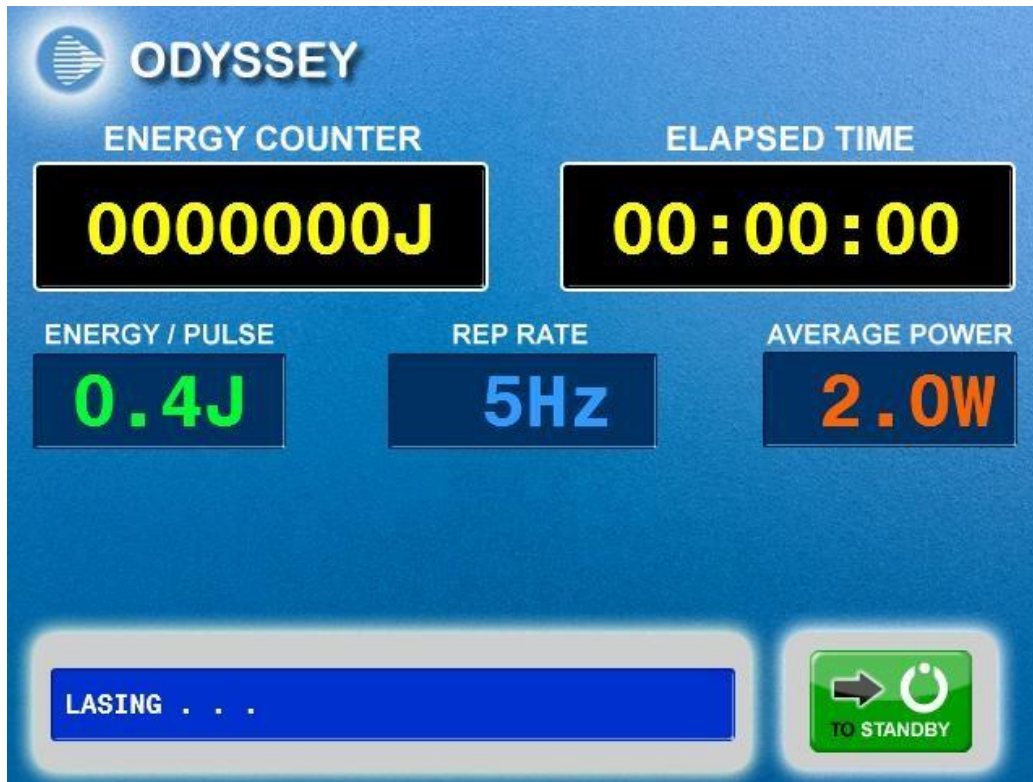 ODYSSEY
ENERGY COUNTER
ELAPSED TIME
0000000J
00:00:00
ENERGY / PULSE
REP RATE
AVERAGE POWER
0.4J
5Hz
2.0W
LASING . . .
TO STANDBY